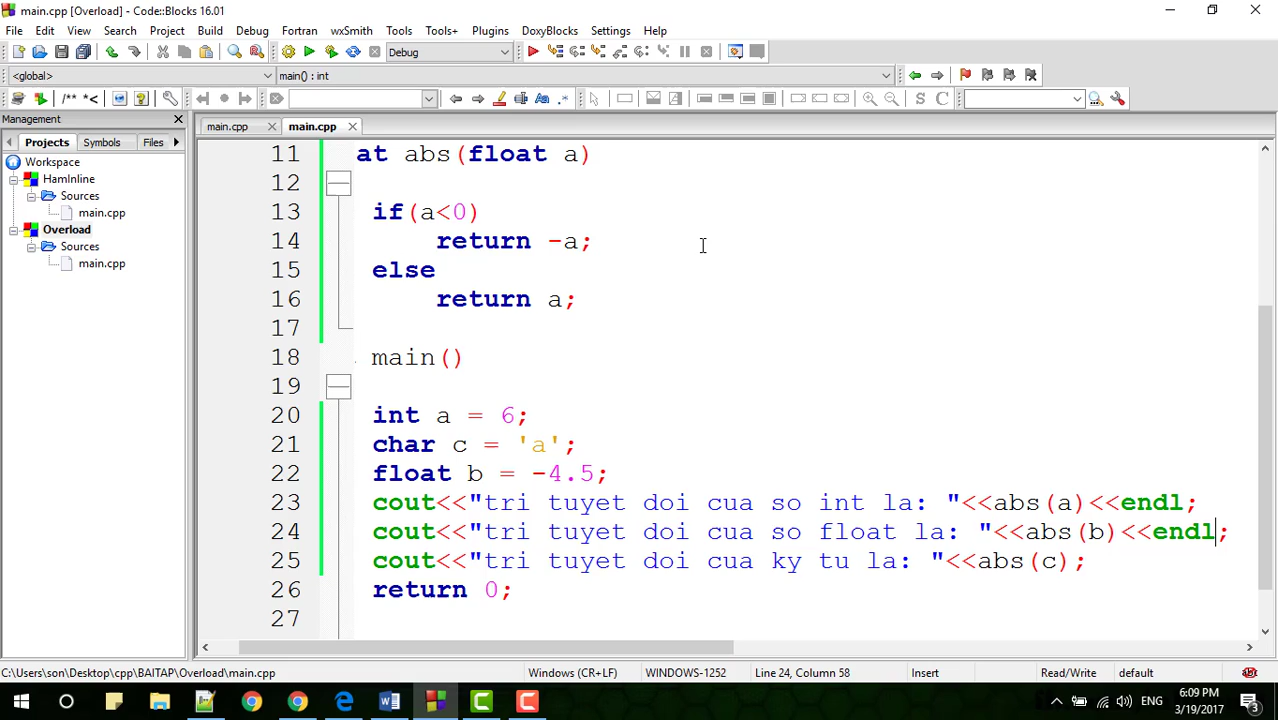 main.cpp [Overload] - Code::Blocks 16.01
File Edit View Search Project Build Debug Fortran wxSmith Tools Tools+ Plugins DoxyBlocks Settings Help
Debug
<global> main() : int
/** *<
Management
Projects Symbols Files
main.cpp main.cpp
Workspace
HamInline
Sources
main.cpp
Overload
Sources
main.cpp
11 at abs(float a)
12
13 if(a<0)
14 return -a;
15 else
16 return a;
17
18 main()
19
20 int a = 6;
21 char c = 'a';
22 float b = -4.5;
23 cout<<"tri tuyet doi cua so int la: "<<abs(a)<<endl;
24 cout<<"tri tuyet doi cua so float la: "<<abs(b)<<endl;
25 cout<<"tri tuyet doi cua ky tu la: "<<abs(c);
26 return 0;
27
C:\Users\son\Desktop\cpp\BAITAP\Overload\main.cpp Windows (CR+LF) WINDOWS-1252 Line 24, Column 58 Insert Read/Write default
ENG
6:09 PM
3/19/2017
3